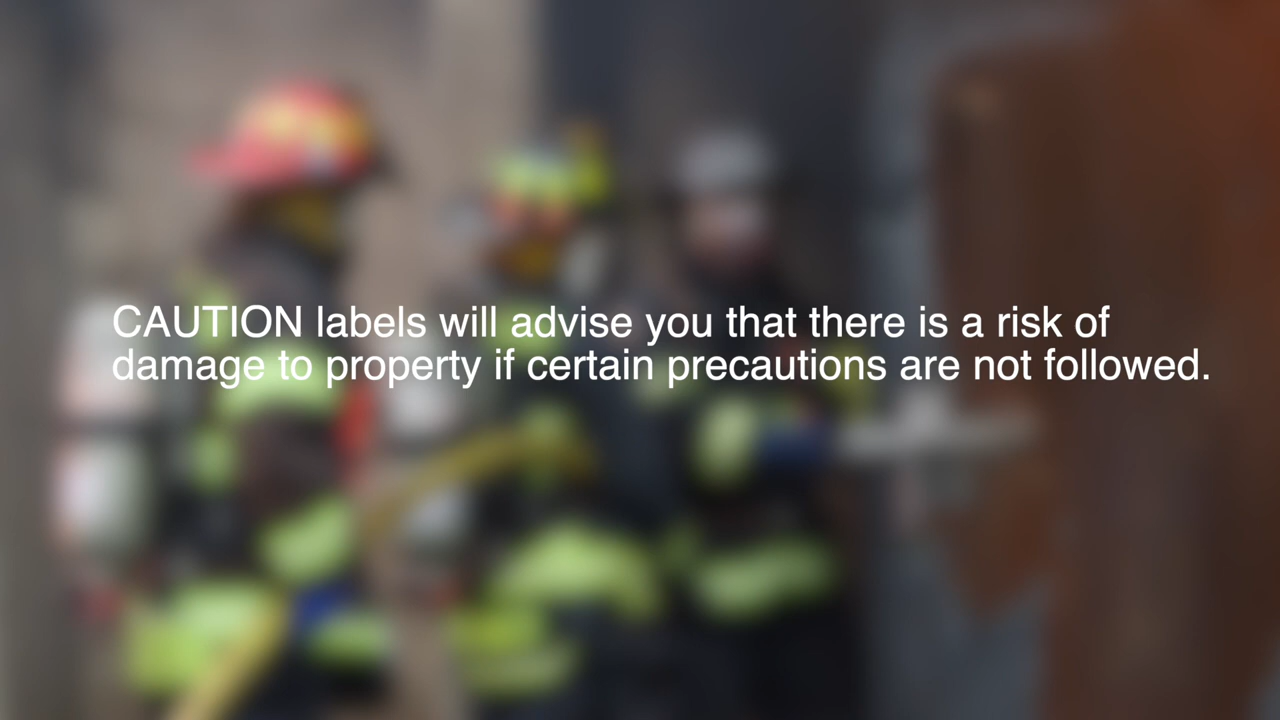 CAUTION labels will advise you that there is a risk of
damage to property if certain precautions are not followed.